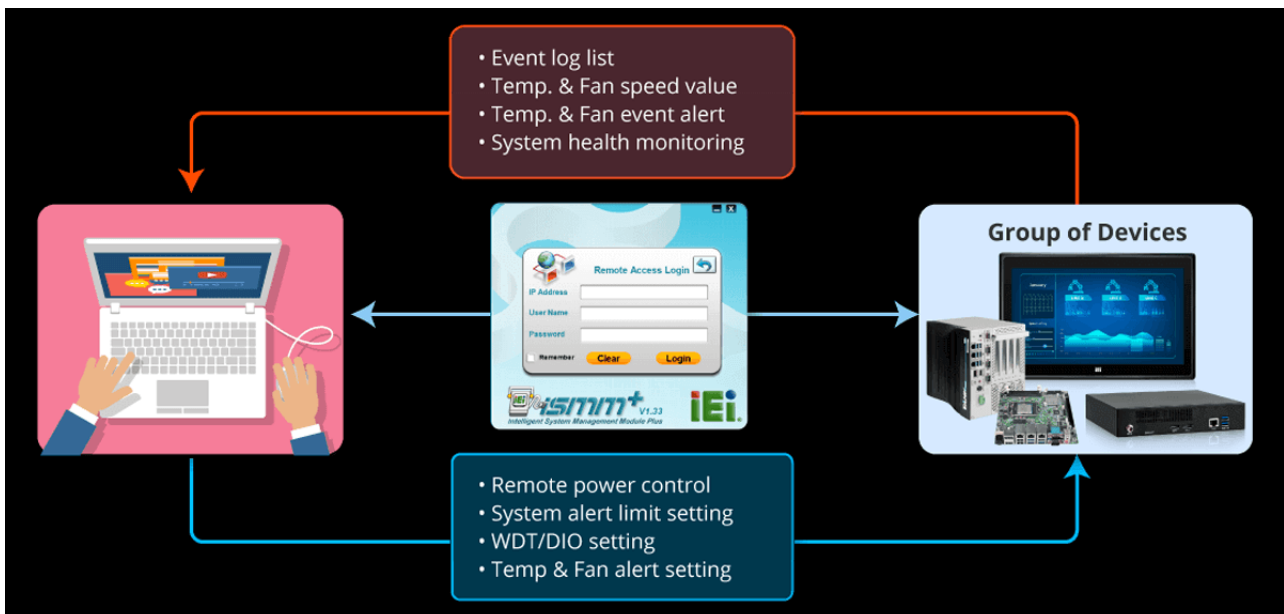 • Event log list
• Temp. & Fan speed value
• Temp. & Fan event alert
• System health monitoring
Remote Access Login
IP Address
User Name
Password
Remember
Clear
Login
iEi
iSMM+ V1.33
Intelligent System Management Module Plus
iEi
Group of Devices
• Remote power control
• System alert limit setting
• WDT/DIO setting
• Temp & Fan alert setting